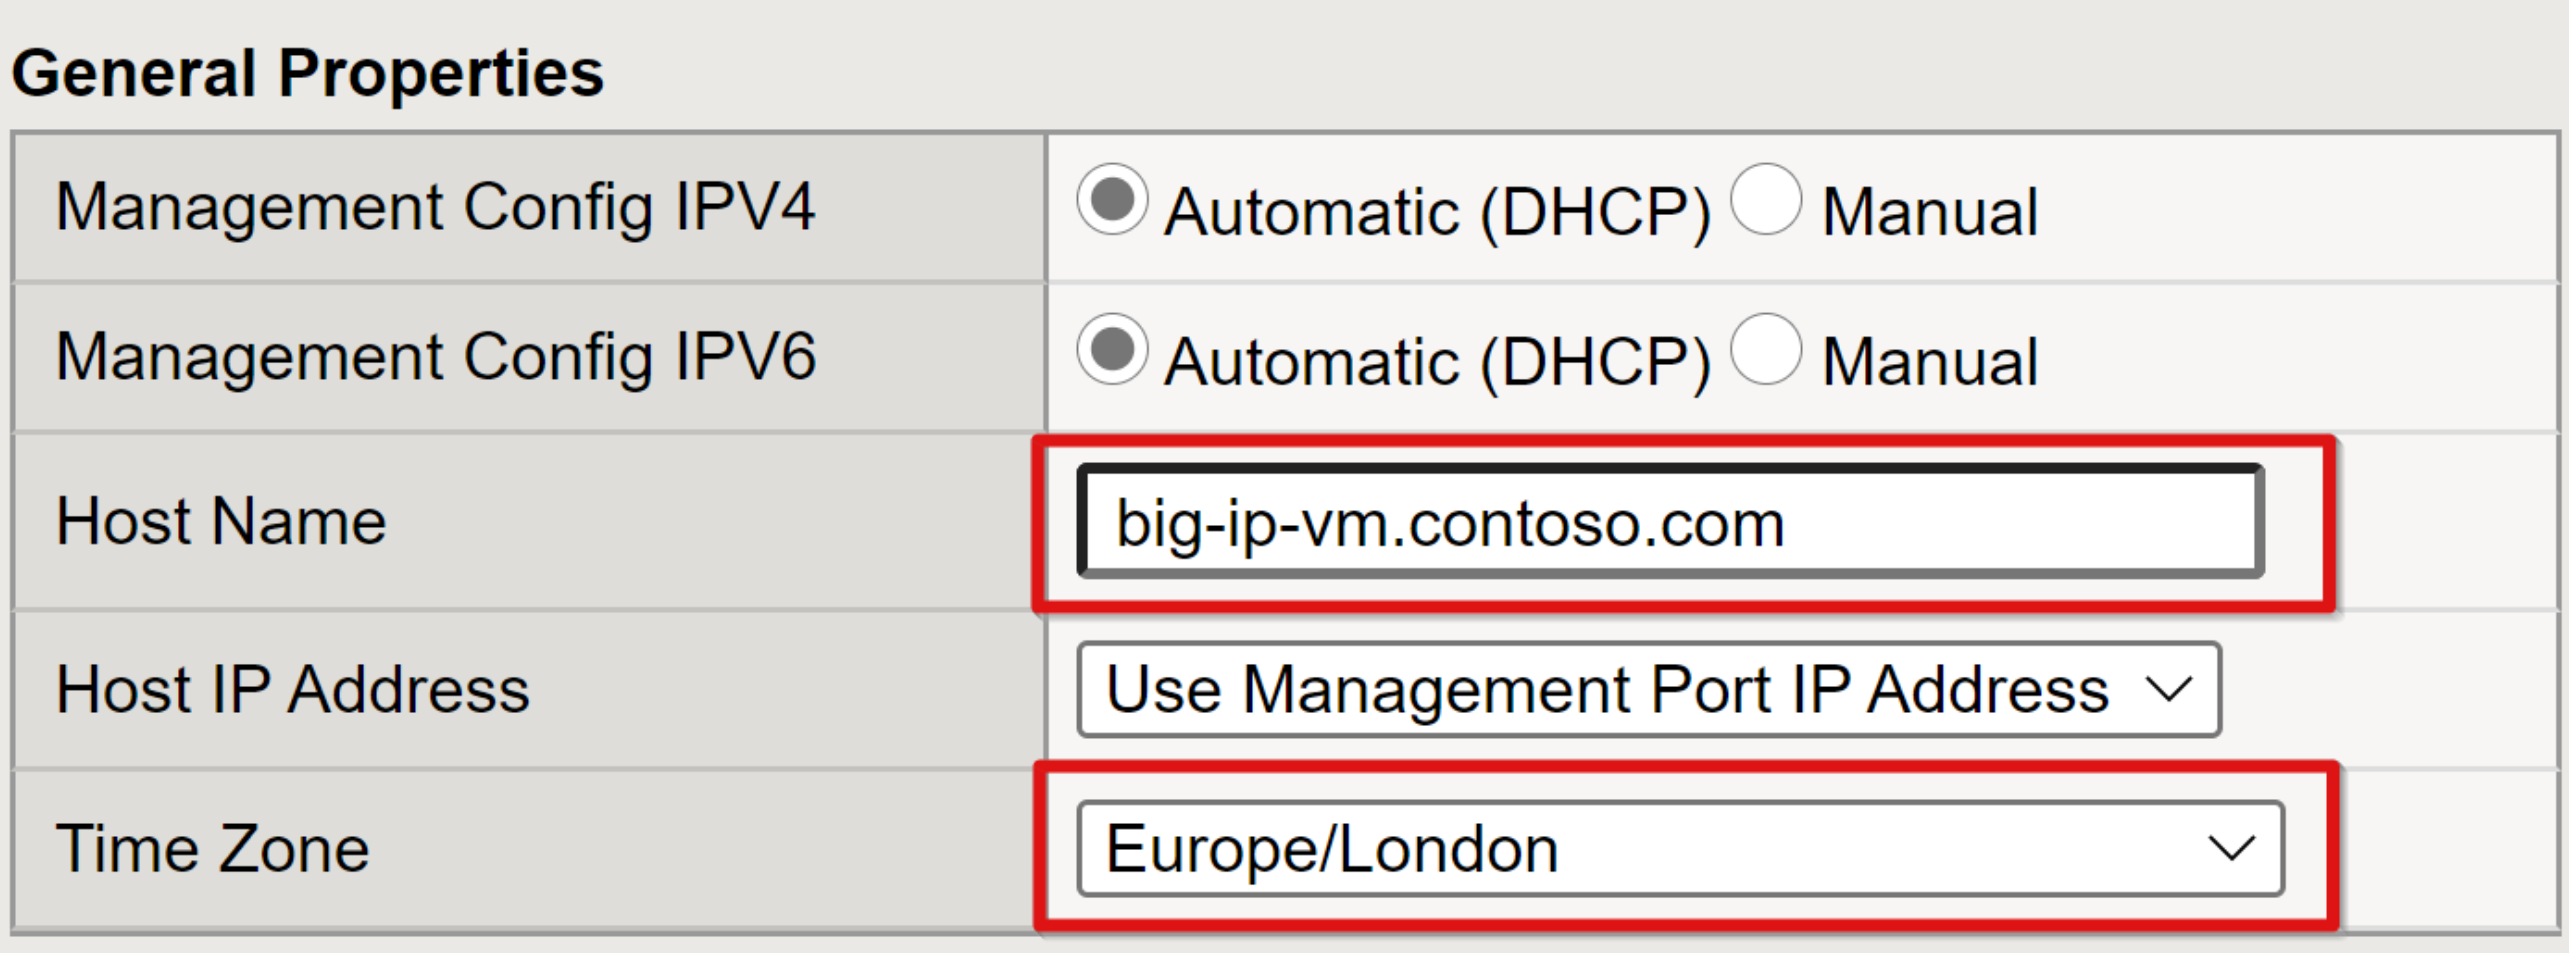 General Properties
Management Config IPV4 Automatic (DHCP) Manual
Management Config IPV6 Automatic (DHCP) Manual
Host Name big-ip-vm.contoso.com
Host IP Address Use Management Port IP Address
Time Zone Europe/London